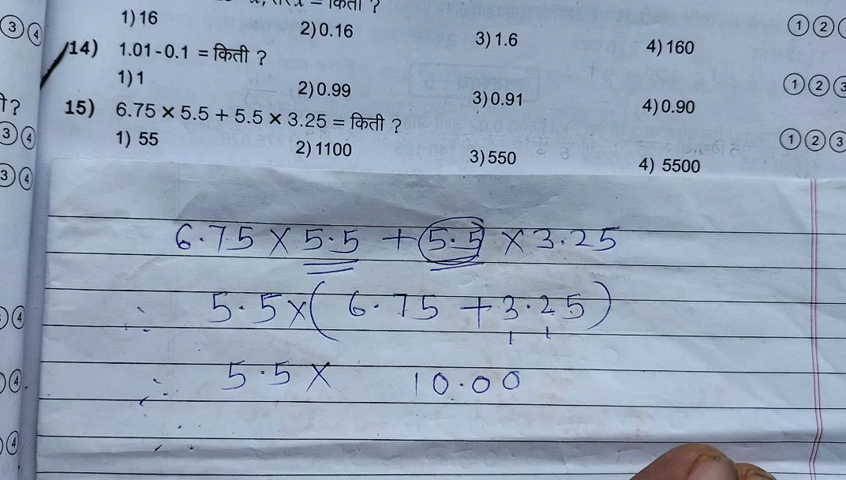 x = किती ?
1) 16 2) 0.16 3) 1.6 4) 160
14) 1.01 - 0.1 = किती ?
1) 1 2) 0.99 3) 0.91 4) 0.90
15) 6.75 × 5.5 + 5.5 × 3.25 = किती ?
1) 55 2) 1100 3) 550 4) 5500
6.75 × 5.5 + 5.5 × 3.25
∴ 5.5 × ( 6.75 + 3.25 )
∴ 5.5 × 10.00